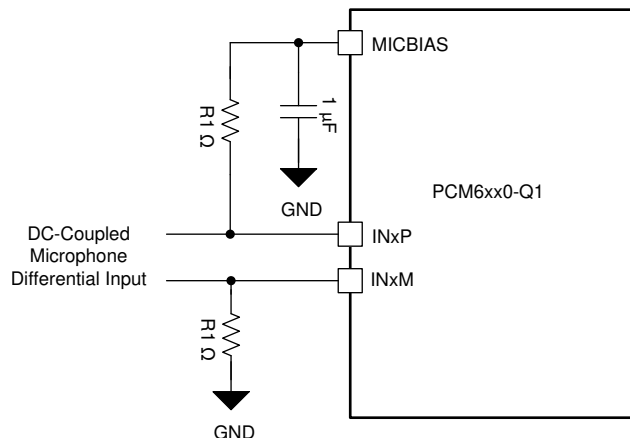 MICBIAS
R1 Ω
1
µF
PCM6xx0-Q1
GND
DC-Coupled
Microphone
Differential Input
INxP
INxM
R1 Ω
GND